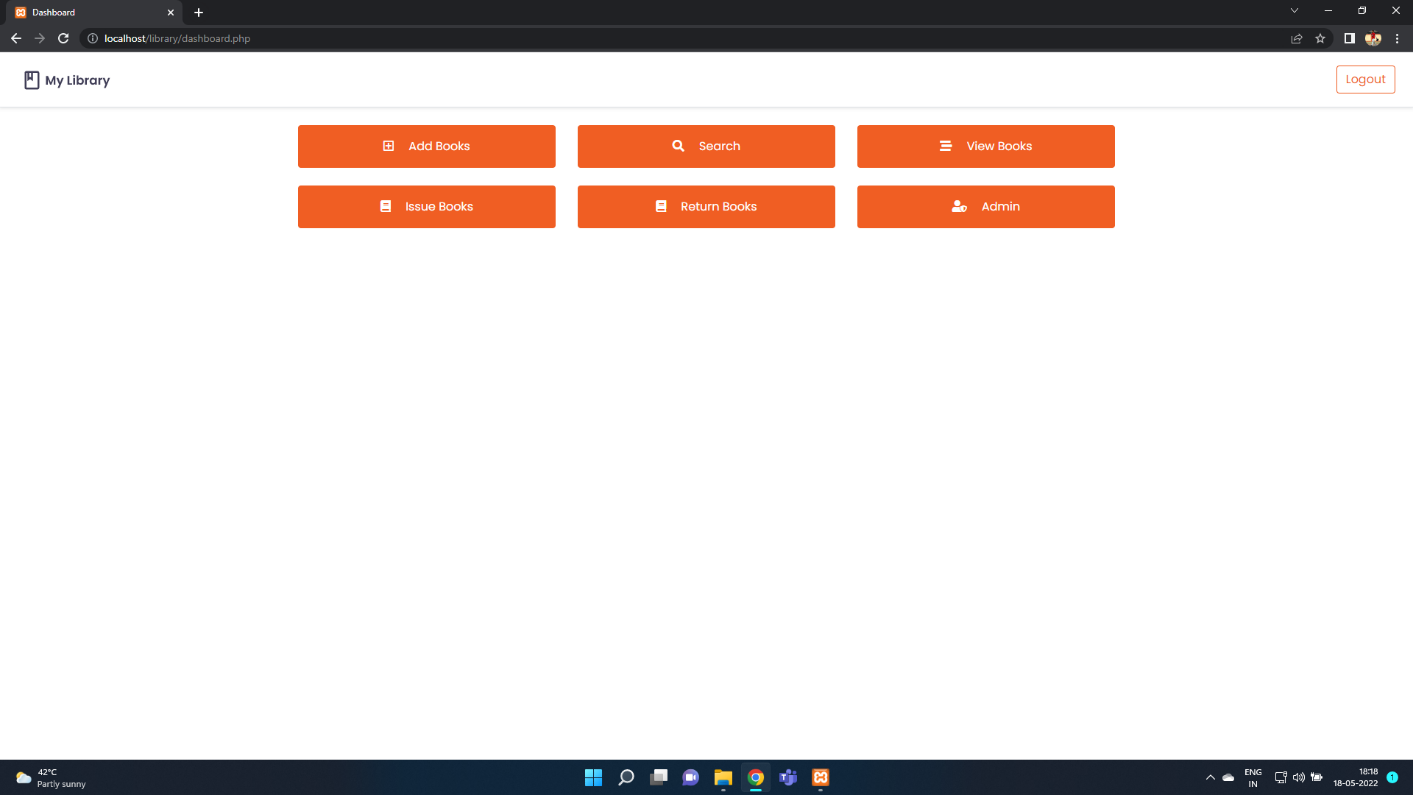 Dashboard
localhost/library/dashboard.php
My Library
Logout
Add Books
Search
View Books
Issue Books
Return Books
Admin
42°C
Partly sunny
ENG
IN
18:18
18-05-2022
1